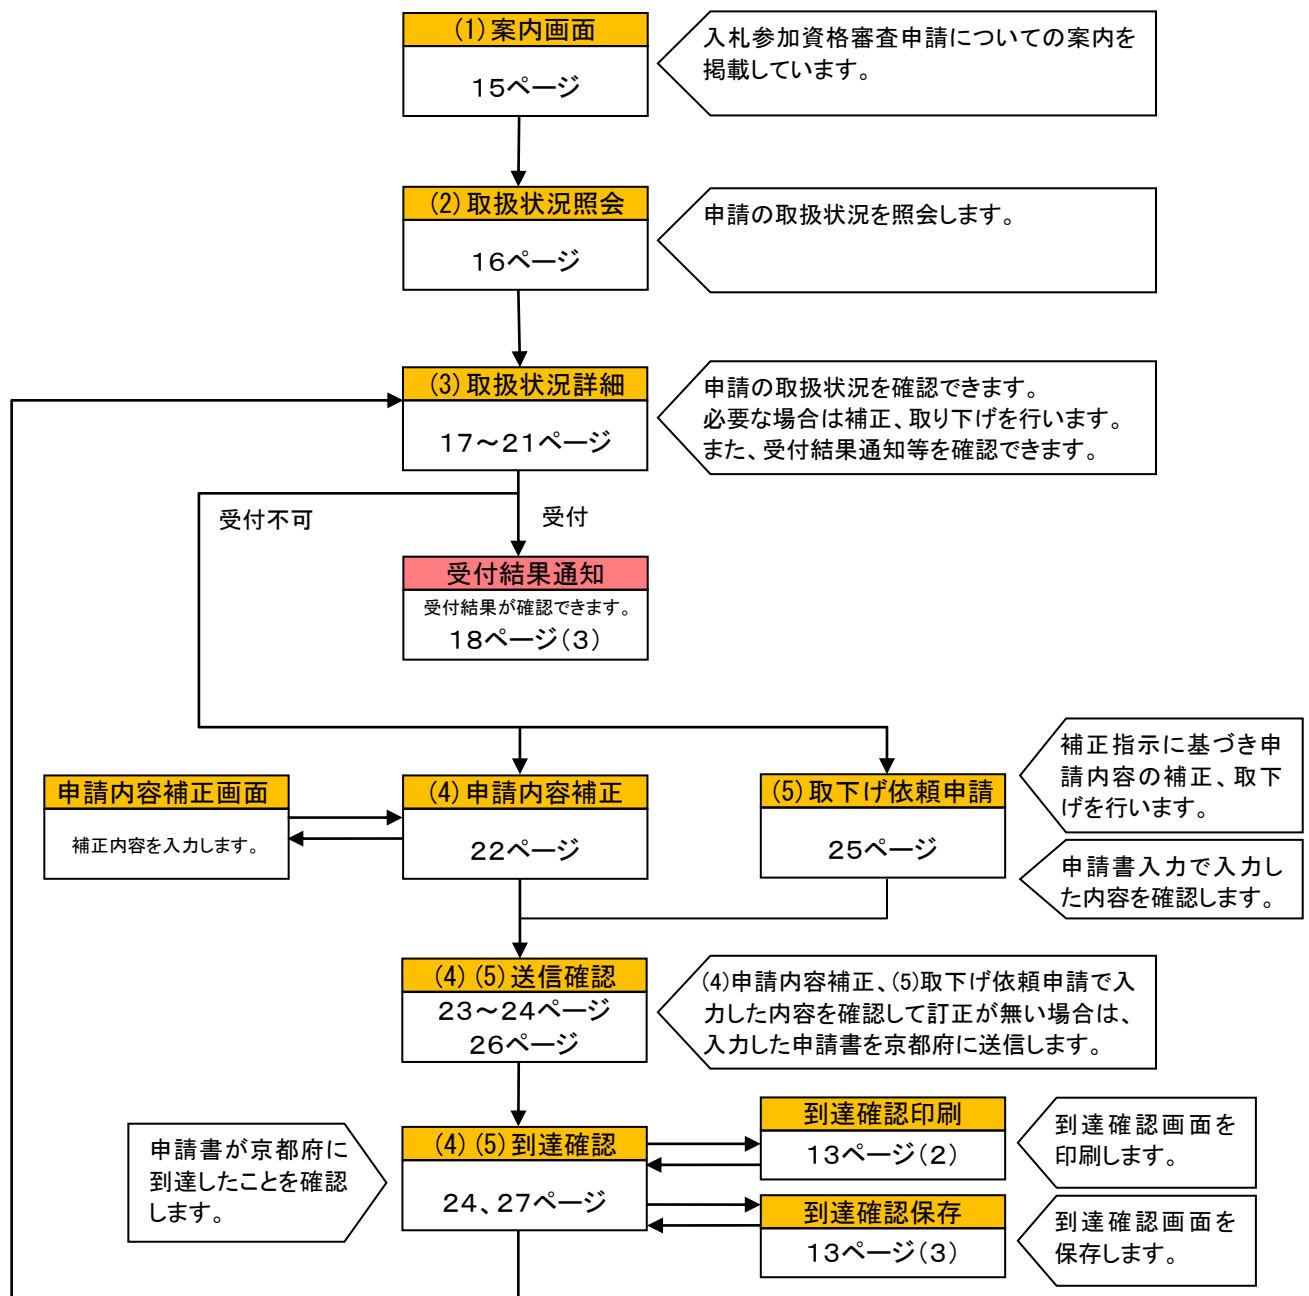 (1)案内画面
15ページ
入札参加資格審査申請についての案内を
掲載しています。
(2)取扱状況照会
16ページ
申請の取扱状況を照会します。
(3)取扱状況詳細
17～21ページ
申請の取扱状況を確認できます。
必要な場合は補正、取り下げを行います。
また、受付結果通知等を確認できます。
受付不可
受付
受付結果通知
受付結果が確認できます。
18ページ(3)
申請内容補正画面
補正内容を入力します。
(4)申請内容補正
22ページ
(5)取下げ依頼申請
25ページ
補正指示に基づき申
請内容の補正、取下
げを行います。
申請書入力で入力し
た内容を確認します。
(4)(5)送信確認
23～24ページ
26ページ
(4)申請内容補正、(5)取下げ依頼申請で入
力した内容を確認して訂正が無い場合は、
入力した申請書を京都府に送信します。
申請書が京都府に
到達したことを確認
します。
(4)(5)到達確認
24、27ページ
到達確認印刷
13ページ(2)
到達確認画面を
印刷します。
到達確認保存
13ページ(3)
到達確認画面を
保存します。